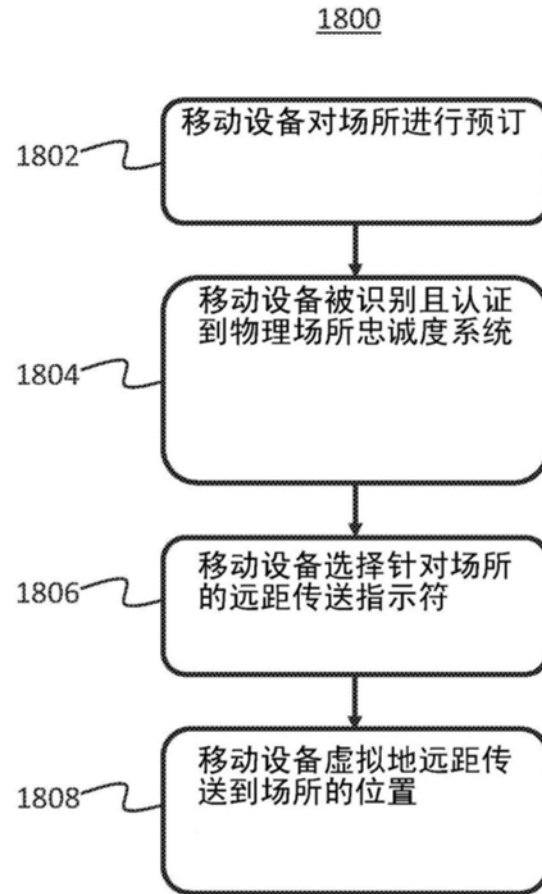 1800
1802
移动设备对场所进行预订
1804
移动设备被识别且认证
到物理场所忠诚度系统
1806
移动设备选择针对场所
的远距传送指示符
1808
移动设备虚拟地远距传
送到场所的位置